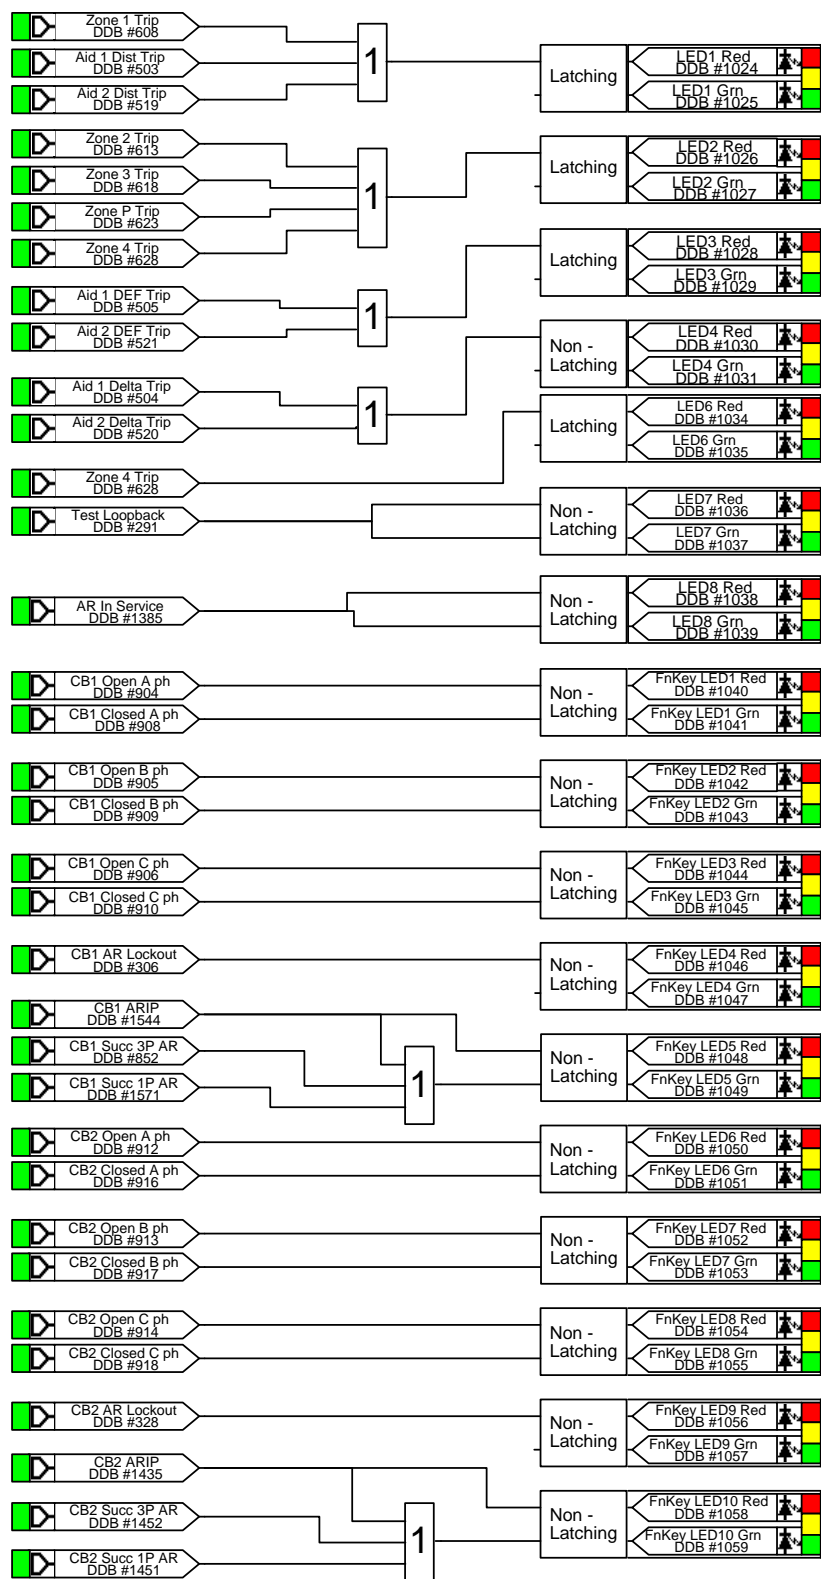 Zone 1 Trip
DDB #608
Aid 1 Dist Trip
DDB #503
Aid 2 Dist Trip
DDB #519
1
Latching
LED1 Red
DDB #1024
LED1 Grn
DDB #1025
Zone 2 Trip
DDB #613
Zone 3 Trip
DDB #618
Zone P Trip
DDB #623
Zone 4 Trip
DDB #628
1
Latching
LED2 Red
DDB #1026
LED2 Grn
DDB #1027
Aid 1 DEF Trip
DDB #505
Aid 2 DEF Trip
DDB #521
1
Latching
LED3 Red
DDB #1028
LED3 Grn
DDB #1029
Aid 1 Delta Trip
DDB #504
Aid 2 Delta Trip
DDB #520
1
Non -
Latching
LED4 Red
DDB #1030
LED4 Grn
DDB #1031
Zone 4 Trip
DDB #628
Latching
LED6 Red
DDB #1034
LED6 Grn
DDB #1035
Test Loopback
DDB #291
Non -
Latching
LED7 Red
DDB #1036
LED7 Grn
DDB #1037
AR In Service
DDB #1385
Non -
Latching
LED8 Red
DDB #1038
LED8 Grn
DDB #1039
CB1 Open A ph
DDB #904
CB1 Closed A ph
DDB #908
Non -
Latching
FnKey LED1 Red
DDB #1040
FnKey LED1 Grn
DDB #1041
CB1 Open B ph
DDB #905
CB1 Closed B ph
DDB #909
Non -
Latching
FnKey LED2 Red
DDB #1042
FnKey LED2 Grn
DDB #1043
CB1 Open C ph
DDB #906
CB1 Closed C ph
DDB #910
Non -
Latching
FnKey LED3 Red
DDB #1044
FnKey LED3 Grn
DDB #1045
CB1 AR Lockout
DDB #306
Non -
Latching
FnKey LED4 Red
DDB #1046
FnKey LED4 Grn
DDB #1047
CB1 ARIP
DDB #1544
CB1 Succ 3P AR
DDB #852
CB1 Succ 1P AR
DDB #1571
1
Non -
Latching
FnKey LED5 Red
DDB #1048
FnKey LED5 Grn
DDB #1049
CB2 Open A ph
DDB #912
CB2 Closed A ph
DDB #916
Non -
Latching
FnKey LED6 Red
DDB #1050
FnKey LED6 Grn
DDB #1051
CB2 Open B ph
DDB #913
CB2 Closed B ph
DDB #917
Non -
Latching
FnKey LED7 Red
DDB #1052
FnKey LED7 Grn
DDB #1053
CB2 Open C ph
DDB #914
CB2 Closed C ph
DDB #918
Non -
Latching
FnKey LED8 Red
DDB #1054
FnKey LED8 Grn
DDB #1055
CB2 AR Lockout
DDB #328
Non -
Latching
FnKey LED9 Red
DDB #1056
FnKey LED9 Grn
DDB #1057
CB2 ARIP
DDB #1435
CB2 Succ 3P AR
DDB #1452
CB2 Succ 1P AR
DDB #1451
1
Non -
Latching
FnKey LED10 Red
DDB #1058
FnKey LED10 Grn
DDB #1059